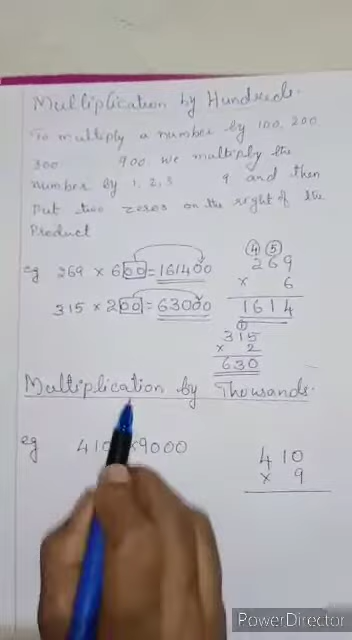 Multiplication by Hundreds.
To multiply a number by 100, 200
300 900 we multiply the
number by 1, 2, 3 9 and then
Put two zeros on the right of the
Product
eg 269 × 600 = 161400
315 × 200 = 63000
4 5
269
× 6
1614
1
315
× 2
630
Multiplication by Thousands.
eg 410 × 9000
410
× 9
PowerDirector